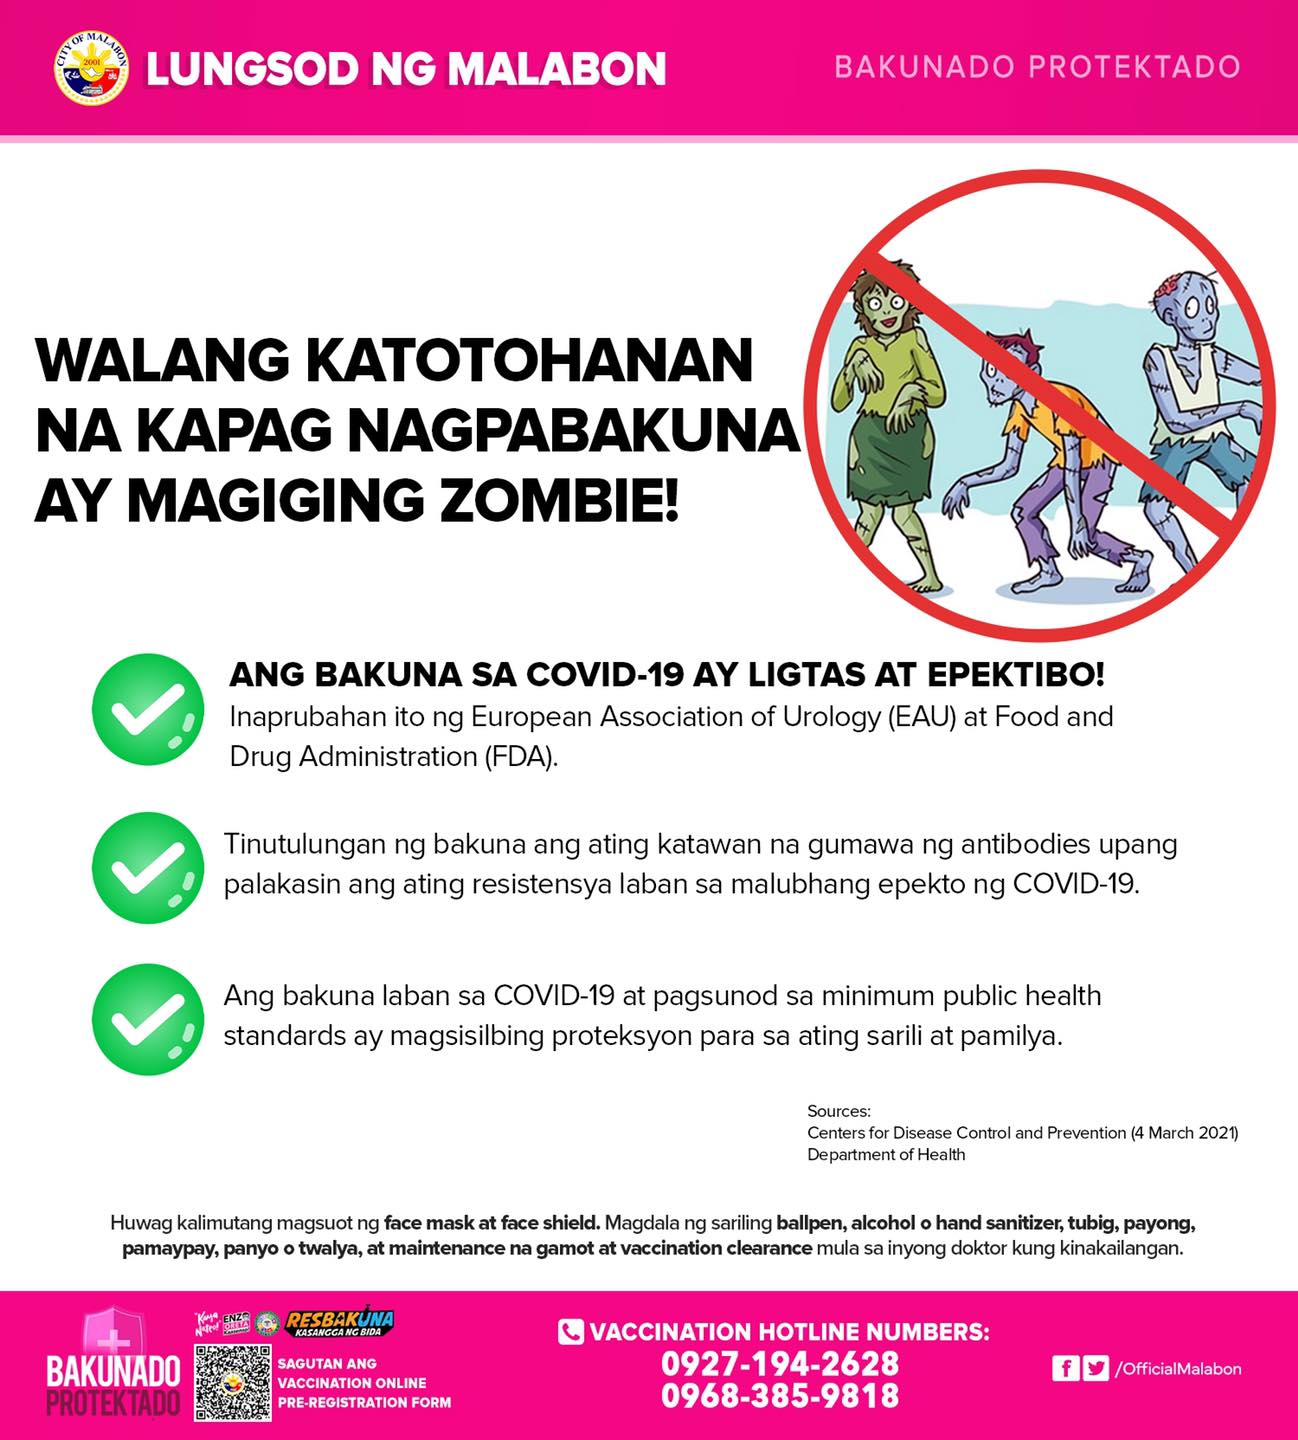 CITY OF MALABON
2001
LUNGSOD NG MALABON
BAKUNADO PROTEKTADO
WALANG KATOTOHANAN
NA KAPAG NAGPABAKUNA
AY MAGIGING ZOMBIE!
ANG BAKUNA SA COVID-19 AY LIGTAS AT EPEKTIBO!
Inaprubahan ito ng European Association of Urology (EAU) at Food and
Drug Administration (FDA).
Tinutulungan ng bakuna ang ating katawan na gumawa ng antibodies upang
palakasin ang ating resistensya laban sa malubhang epekto ng COVID-19.
Ang bakuna laban sa COVID-19 at pagsunod sa minimum public health
standards ay magsisilbing proteksyon para sa ating sarili at pamilya.
Sources:
Centers for Disease Control and Prevention (4 March 2021)
Department of Health
Huwag kalimutang magsuot ng face mask at face shield. Magdala ng sariling ballpen, alcohol o hand sanitizer, tubig, payong,
pamaypay, panyo o twalya, at maintenance na gamot at vaccination clearance mula sa inyong doktor kung kinakailangan.
BAKUNADO
PROTEKTADO
"Kaya
Natin!"
ENZO
ORETA
RESBAKUNA
KASANGGA NG BIDA
SAGUTAN ANG
VACCINATION ONLINE
PRE-REGISTRATION FORM
VACCINATION HOTLINE NUMBERS:
0927-194-2628
0968-385-9818
/OfficialMalabon